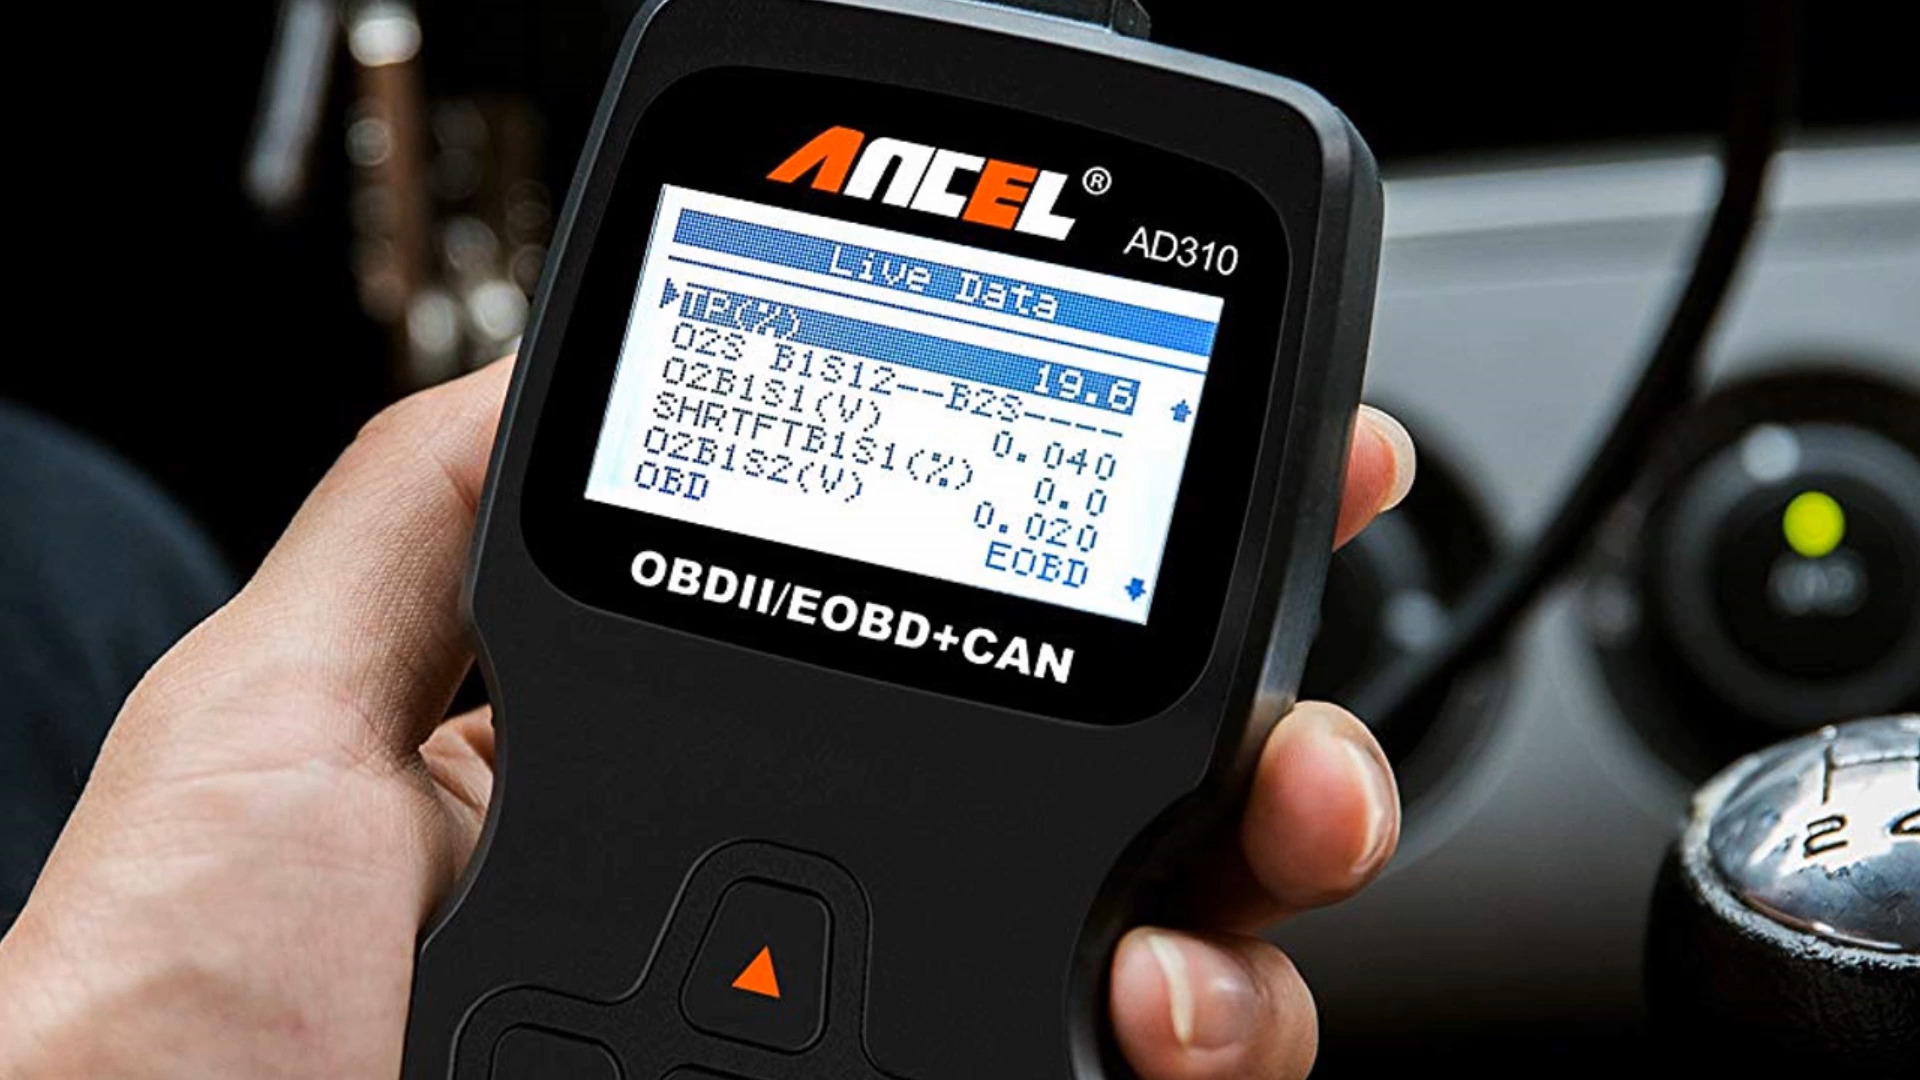 ANCEL®
AD310
Live Data
TP(%) 19.6
O2S B1S12--B2S----
O2B1S1(V) 0.040
SHRTFTB1S1(%) 0.0
O2B1S2(V) 0.020
OBD EOBD
OBDII/EOBD+CAN
2